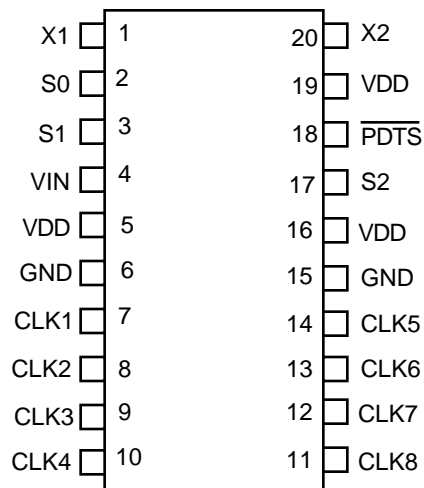 X1 1 20 X2
S0 2 19 VDD
S1 3 18 PDTS
VIN 4 17 S2
VDD 5 16 VDD
GND 6 15 GND
CLK1 7 14 CLK5
CLK2 8 13 CLK6
CLK3 9 12 CLK7
CLK4 10 11 CLK8